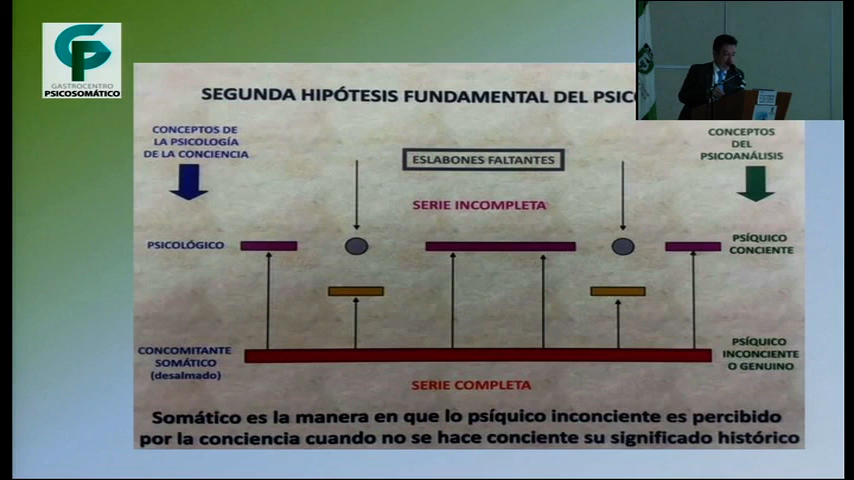 GASTROCENTRO
PSICOSOMÁTICO
SEGUNDA HIPÓTESIS FUNDAMENTAL DEL
CONCEPTOS DE
LA PSICOLOGÍA
DE LA CONCIENCIA
ESLABONES FALTANTES
CONCEPTOS
DEL
PSICOANÁLISIS
SERIE INCOMPLETA
PSICOLÓGICO
PSÍQUICO
CONCIENTE
CONCOMITANTE
SOMÁTICO
(desalmado)
PSÍQUICO
INCONCIENTE
O GENUINO
SERIE COMPLETA
Somático es la manera en que lo psíquico inconciente es percibido
por la conciencia cuando no se hace conciente su significado histórico